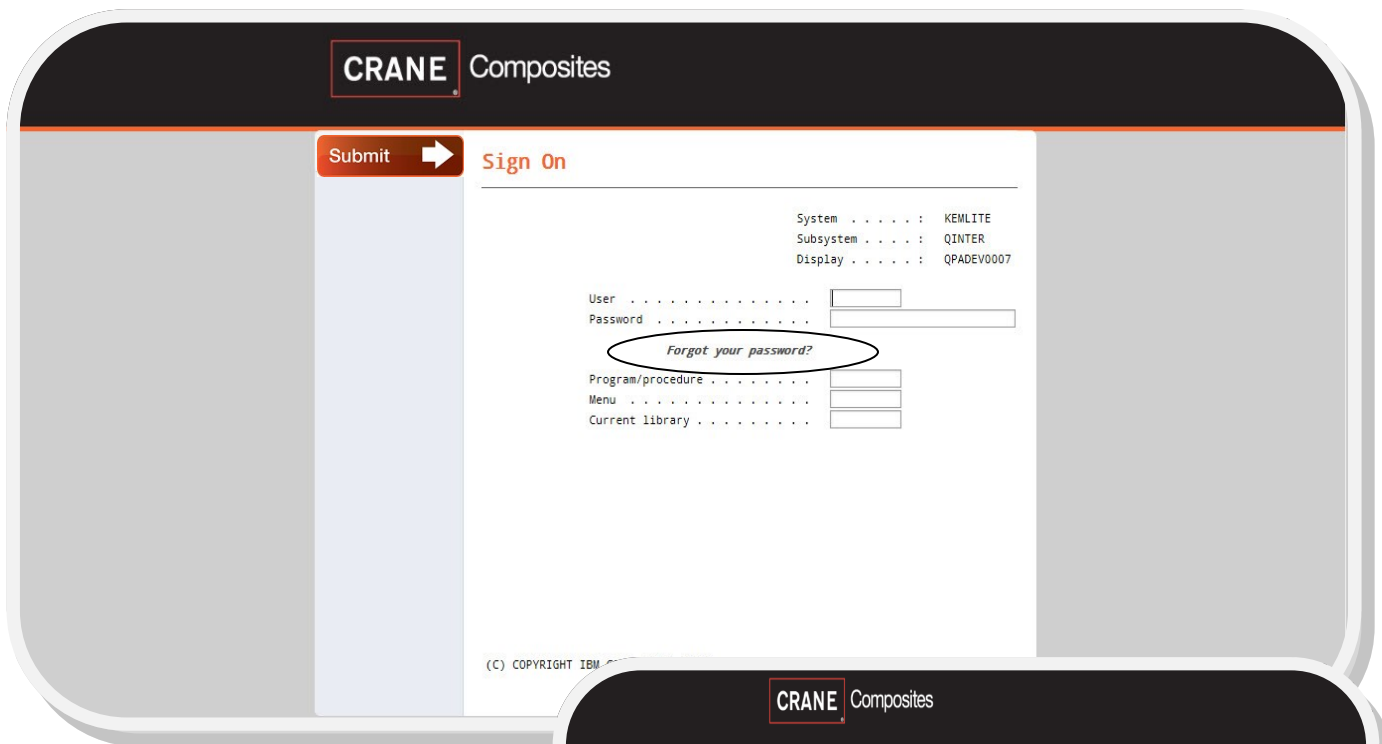 CRANE Composites
Submit
Sign On
System . . . . . : KEMLITE
Subsystem . . . . : QINTER
Display . . . . . : QPADEV0007
User . . . . . . . . . . . . . .
Password . . . . . . . . . . . .
Forgot your password?
Program/procedure . . . . . . . .
Menu . . . . . . . . . . . . . .
Current library . . . . . . . . .
(C) COPYRIGHT IBM
CRANE Composites